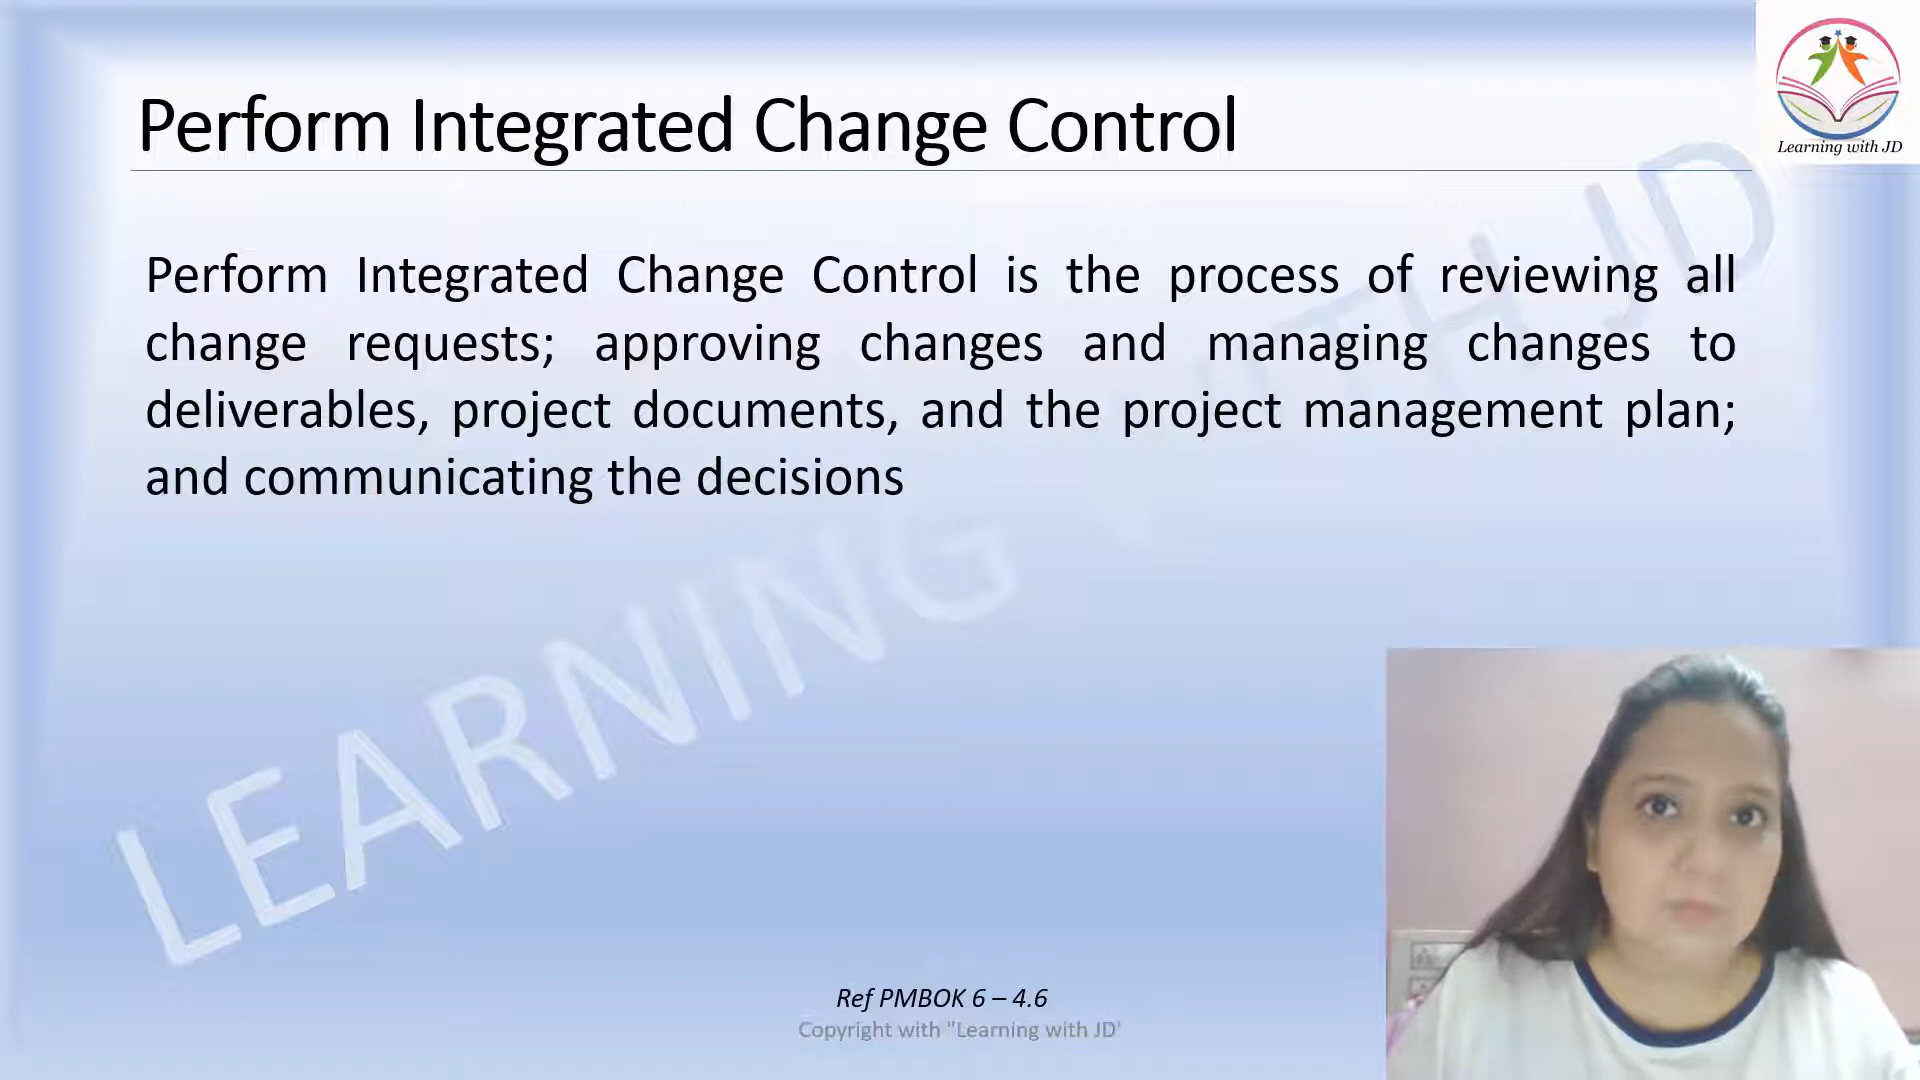 Perform Integrated Change Control
Learning with JD
Perform Integrated Change Control is the process of reviewing all
change requests; approving changes and managing changes to
deliverables, project documents, and the project management plan;
and communicating the decisions
LEARNING WITH JD
Ref PMBOK 6 – 4.6
Copyright with "Learning with JD'